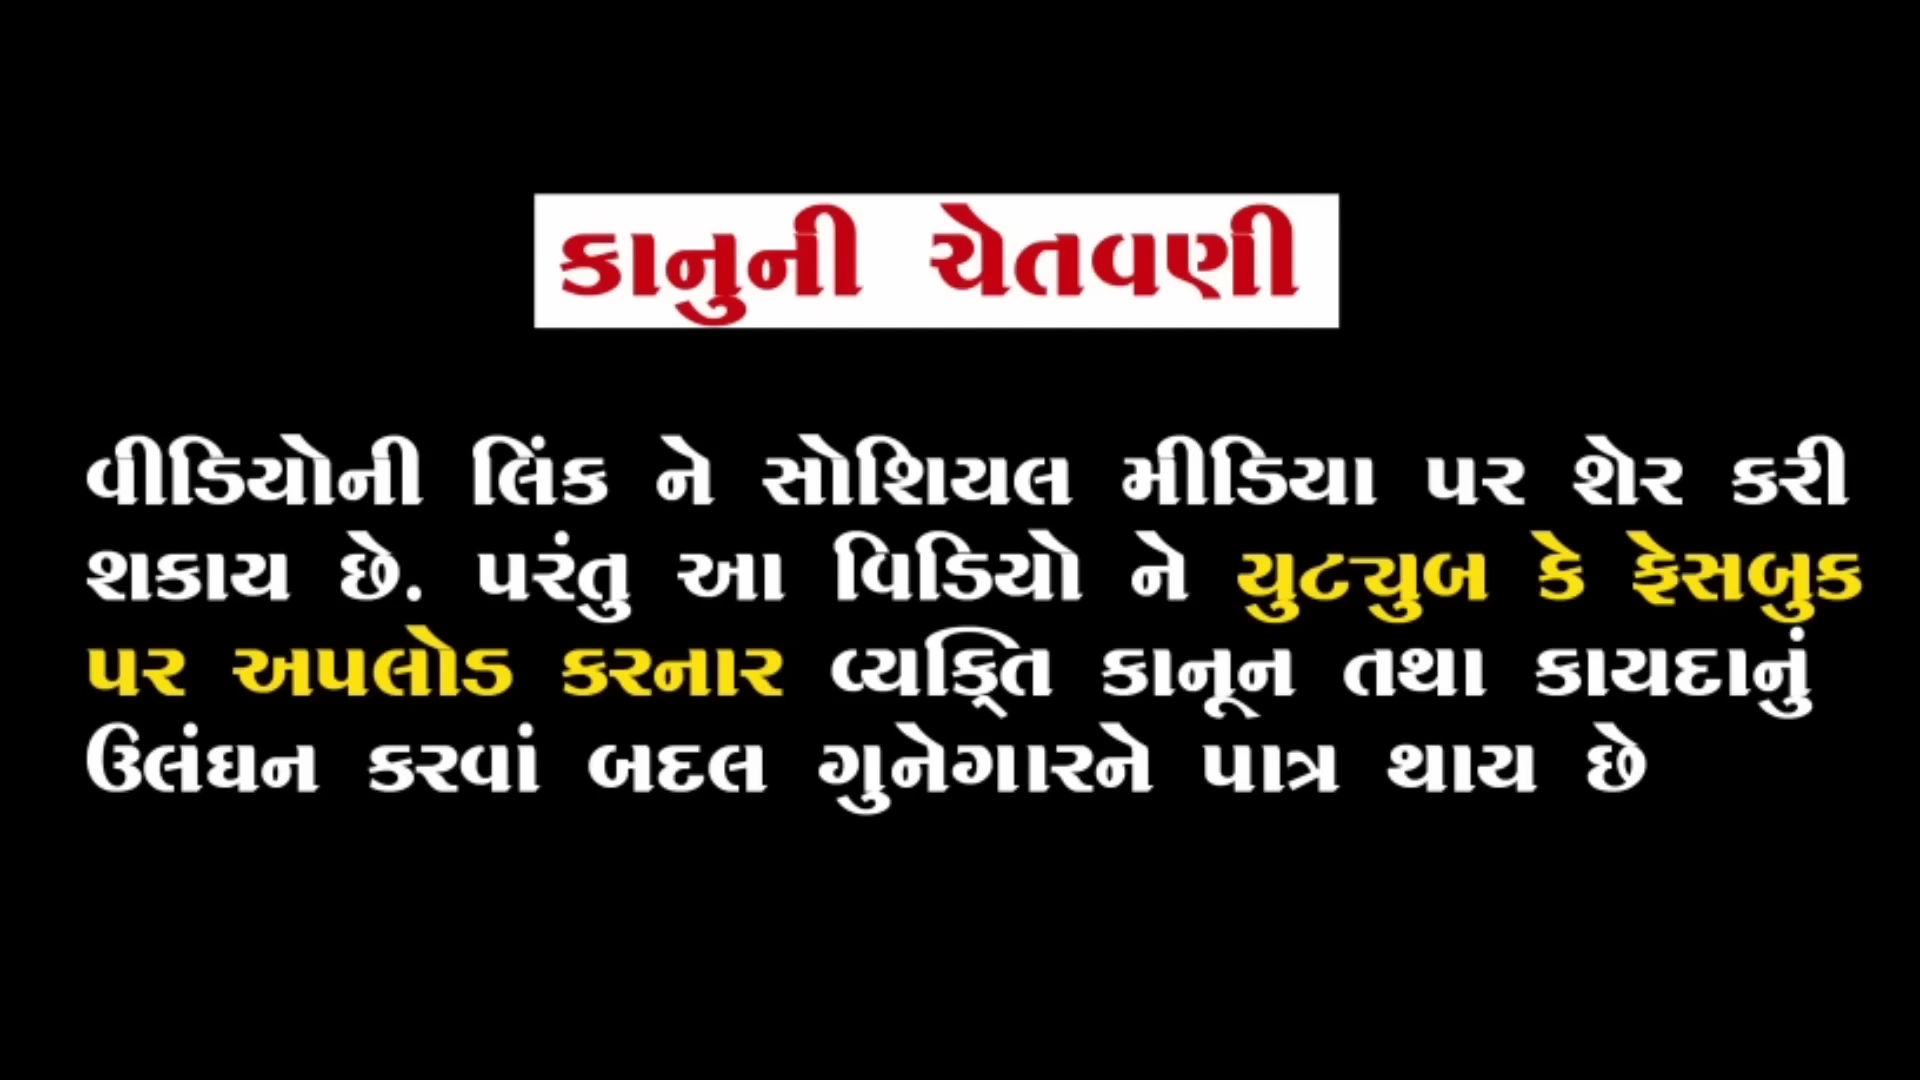 કાનુની ચેતવણી
વીડિયોની લિંક ને સોશિયલ મીડિયા પર શેર કરી
શકાય છે. પરંતુ આ વિડિયો ને યુટ્યુબ કે ફેસબુક
પર અપલોડ કરનાર વ્યક્તિ કાનૂન તથા કાયદાનું
ઉલંઘન કરવાં બદલ ગુનેગારને પાત્ર થાય છે